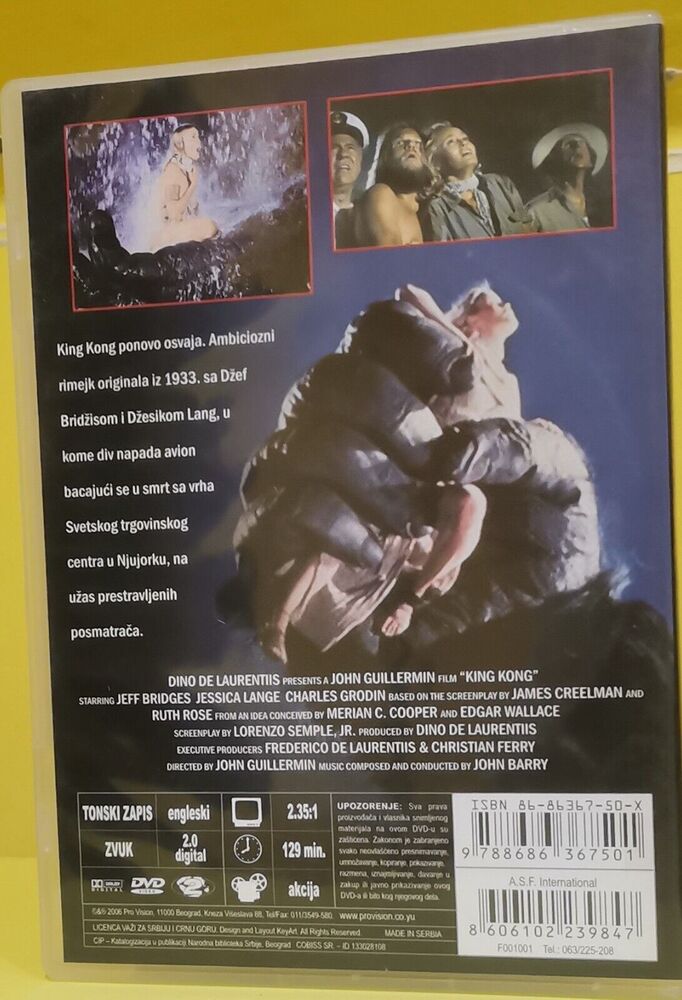 King Kong ponovo osvaja. Ambiciozni
rimejk originala iz 1933. sa Džef
Bridžisom i Džesikom Lang, u
kome div napada avion
bacajući se u smrt sa vrha
Svetskog trgovinskog
centra u Njujorku, na
užas prestravljenih
posmatrača.
DINO DE LAURENTIIS PRESENTS A JOHN GUILLERMIN FILM "KING KONG"
STARRING JEFF BRIDGES JESSICA LANGE CHARLES GRODIN BASED ON THE SCREENPLAY BY JAMES CREELMAN AND
RUTH ROSE FROM AN IDEA CONCEIVED BY MERIAN C. COOPER AND EDGAR WALLACE
SCREENPLAY BY LORENZO SEMPLE, JR. PRODUCED BY DINO DE LAURENTIIS
EXECUTIVE PRODUCERS FREDERICO DE LAURENTIIS & CHRISTIAN FERRY
DIRECTED BY JOHN GUILLERMIN MUSIC COMPOSED AND CONDUCTED BY JOHN BARRY
TONSKI ZAPIS engleski 2.35:1
ZVUK 2.0 digital 129 min.
DOLBY DIGITAL DVD VIDEO 2 akcija
UPOZORENJE: Sva prava
proizvođača i vlasnika snimljenog
materijala na ovom DVD-u su
zaštićena. Zakonom je zabranjeno
svako neovlašćeno presnimavanje,
umnožavanje, kopiranje, prikazivanje,
razmena, iznajmljivanje, davanje u
zakup ili javno prikazivanje ovog
DVD-a ili bilo kog njegovog dela.
ISBN 86-86367-50-X
9 788686 367501
A.S.F. International
8 606102 239847
F001001 Tel.: 063/225-208
©&® 2006 Pro Vision, 11000 Beograd, Kneza Višeslava 88, Tel/Fax: 011/3549-580. www.provision.co.yu
LICENCA VAŽI ZA SRBIJU I CRNU GORU. Design and Layout KeyArt. All Rights Reserved. MADE IN SERBIA
CIP – Katalogizacija u publikaciji Narodna biblioteka Srbije, Beograd COBISS SR. – ID 133028108